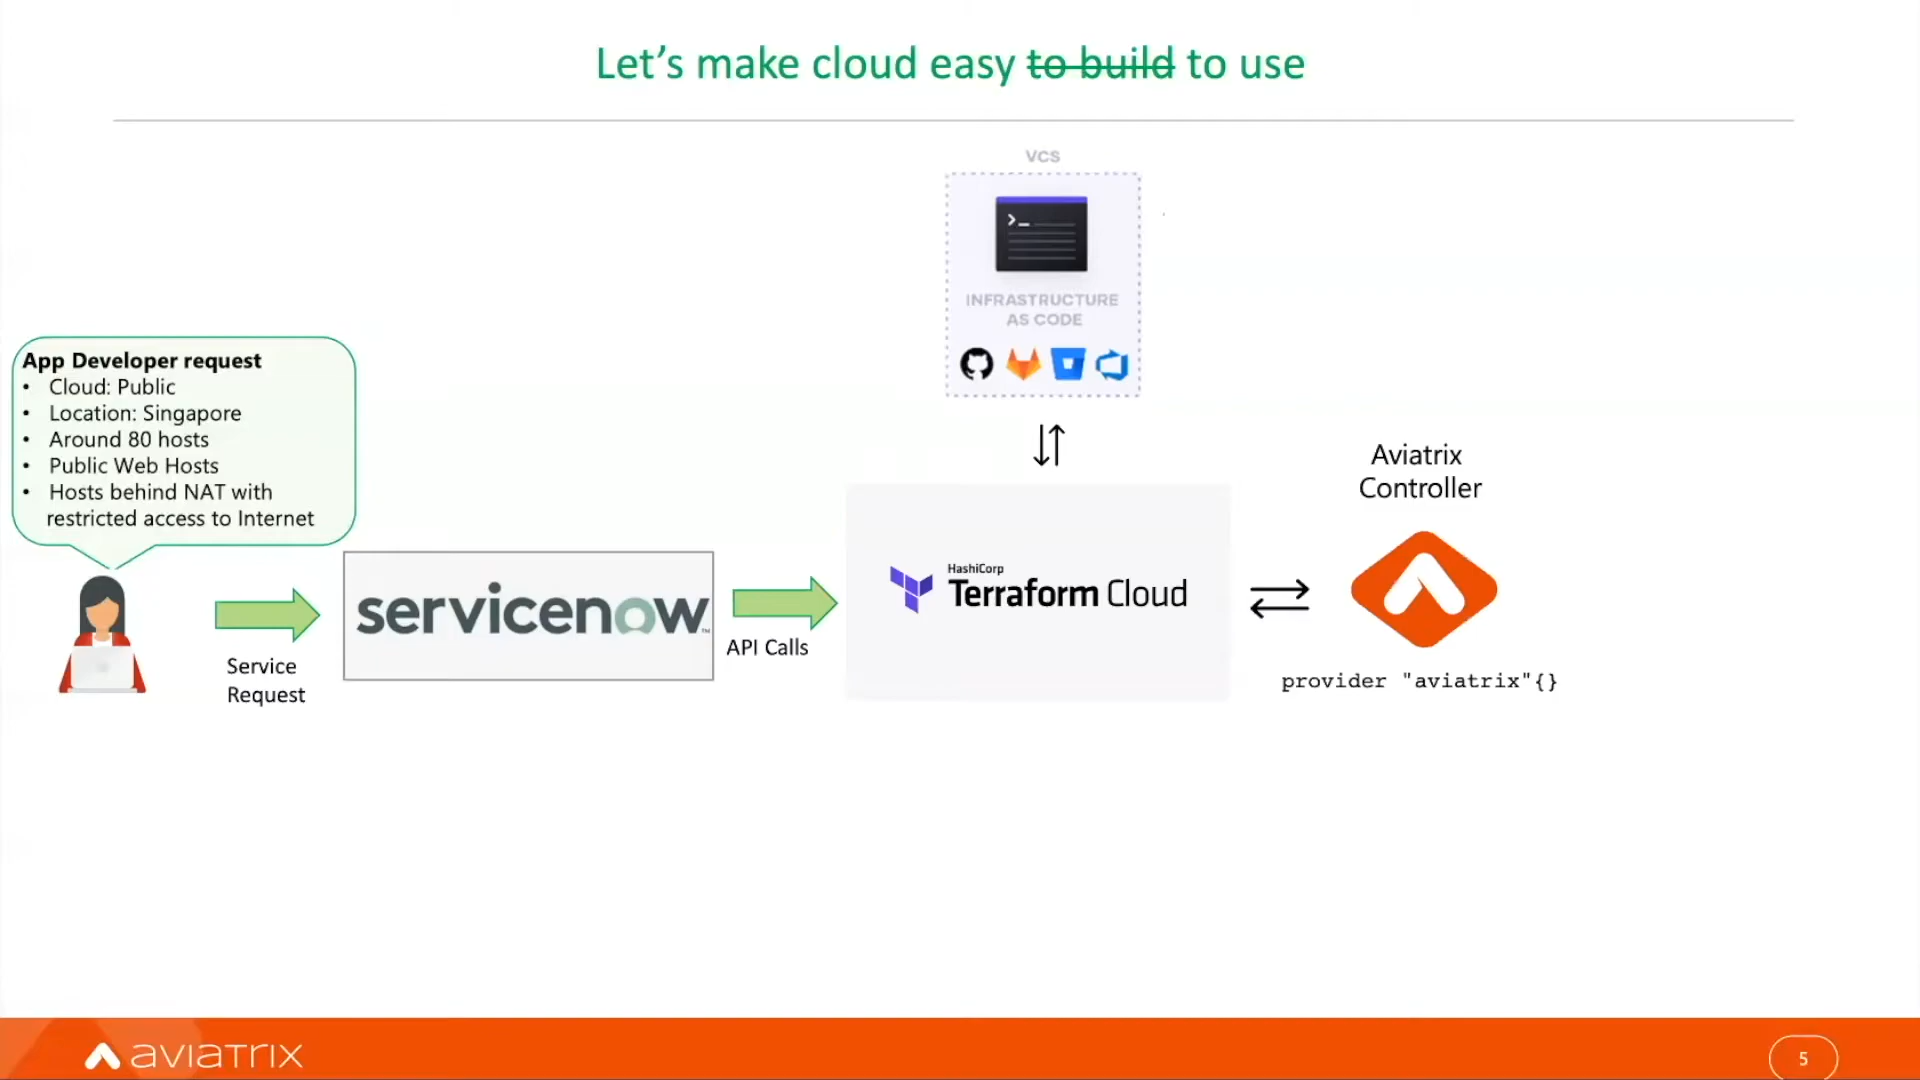 Let's make cloud easy to build to use
VCS
>_
INFRASTRUCTURE
AS CODE
App Developer request
• Cloud: Public
• Location: Singapore
• Around 80 hosts
• Public Web Hosts
• Hosts behind NAT with
restricted access to Internet
Service
Request
servicenow™
API Calls
HashiCorp
Terraform Cloud
Aviatrix
Controller
provider "aviatrix"{}
aviatrix
5